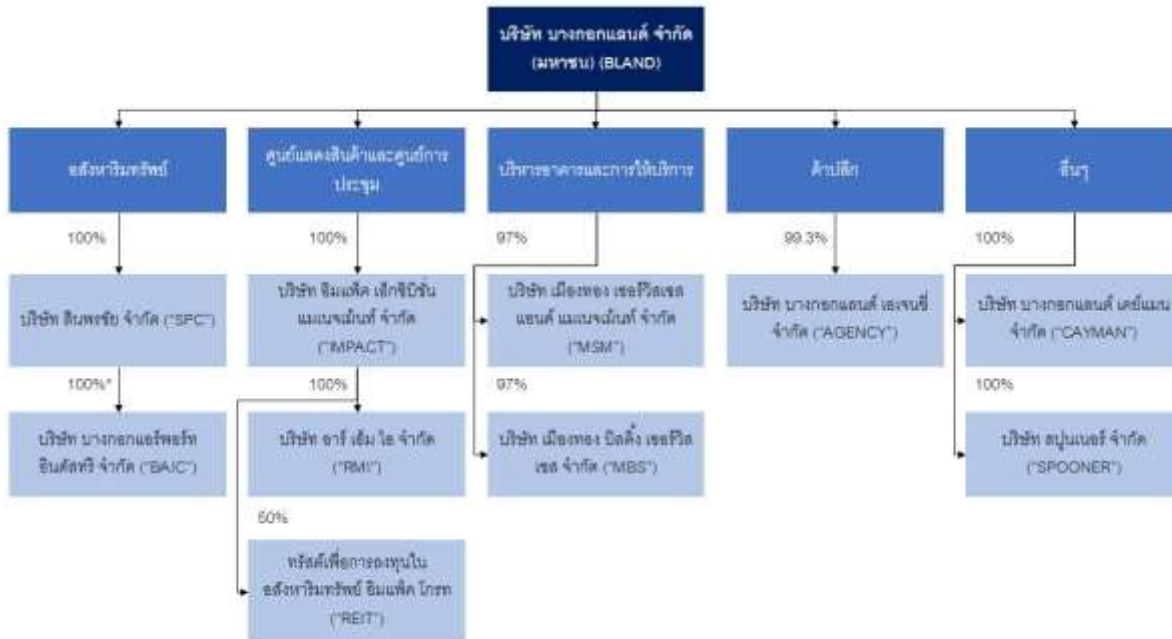 บริษัท บางกอกแลนด์ จำกัด
(มหาชน) (BLAND)
อสังหาริมทรัพย์
ศูนย์แสดงสินค้าและศูนย์การ
ประชุม
บริหารอาคารและการให้บริการ
ค้าปลีก
อื่นๆ
100%
100%
97%
99.3%
100%
บริษัท สินพรชัย จำกัด ("SPC")
บริษัท อิมแพ็ค เอ็กซิบิชั่น
แมเนจเม้นท์ จำกัด
("IMPACT")
บริษัท เมืองทอง เซอร์วิสเซส
แอนด์ แมเนจเม้นท์ จำกัด
("MSM")
บริษัท บางกอกแลนด์ เอเจนซี่
จำกัด ("AGENCY")
บริษัท บางกอกแลนด์ เคย์แมน
จำกัด ("CAYMAN")
100%*
100%
97%
100%
บริษัท บางกอกแอร์พอร์ท
อินดัสทรี จำกัด ("BAIC")
บริษัท อาร์ เอ็ม ไอ จำกัด
("RMI")
บริษัท เมืองทอง บิลดิ้ง เซอร์วิส
เซส จำกัด ("MBS")
บริษัท สปูนเนอร์ จำกัด
("SPOONER")
50%
ทรัสต์เพื่อการลงทุนใน
อสังหาริมทรัพย์ อิมแพ็ค โกรท
("REIT")